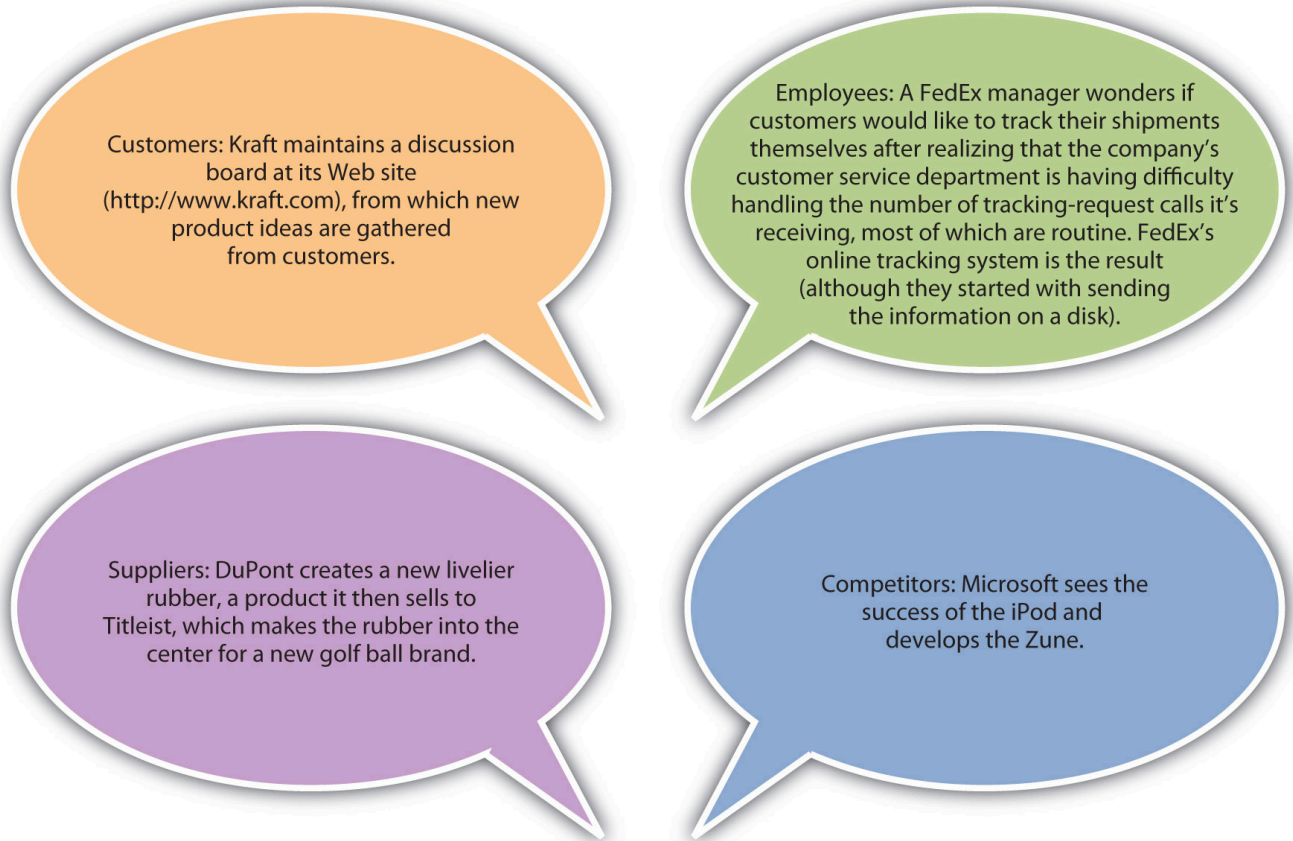 Customers: Kraft maintains a discussion
board at its Web site
(http://www.kraft.com), from which new
product ideas are gathered
from customers.
Employees: A FedEx manager wonders if
customers would like to track their shipments
themselves after realizing that the company’s
customer service department is having difficulty
handling the number of tracking-request calls it’s
receiving, most of which are routine. FedEx’s
online tracking system is the result
(although they started with sending
the information on a disk).
Suppliers: DuPont creates a new livelier
rubber, a product it then sells to
Titleist, which makes the rubber into the
center for a new golf ball brand.
Competitors: Microsoft sees the
success of the iPod and
develops the Zune.